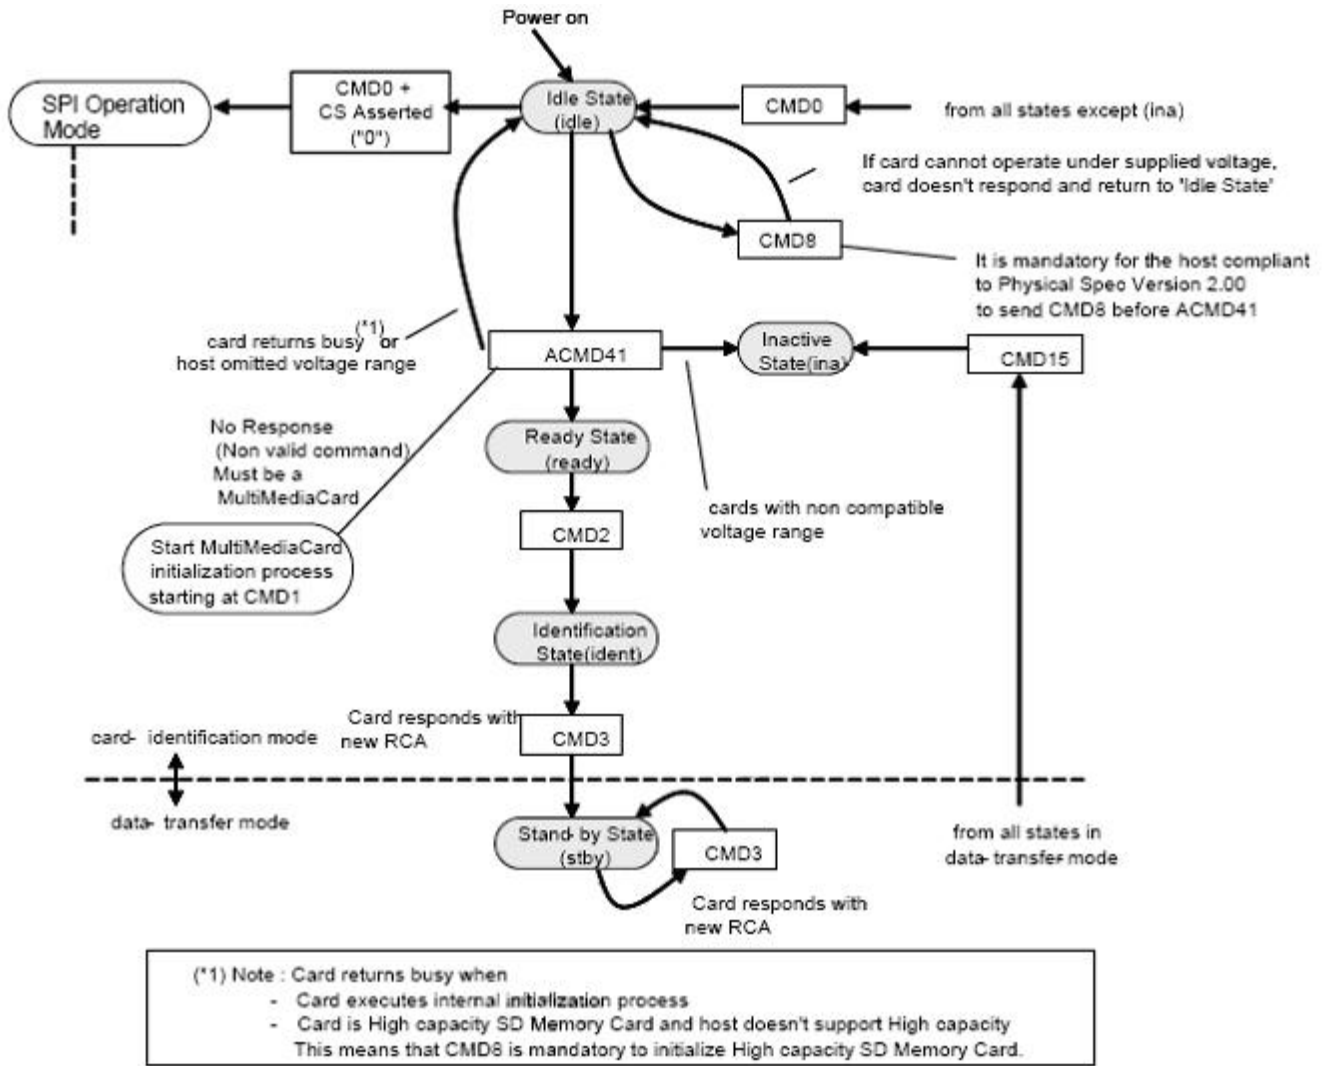 Power on
SPI Operation
Mode
CMD0 +
CS Asserted
("0")
Idle State
(idle)
CMD0
from all states except (ina)
If card cannot operate under supplied voltage,
card doesn't respond and return to 'Idle State'
CMD8
It is mandatory for the host compliant
to Physical Spec Version 2.00
to send CMD8 before ACMD41
card returns busy (*1) or
host omitted voltage range
ACMD41
Inactive
State(ina)
CMD15
No Response
(Non valid command)
Must be a
MultiMediaCard
Ready State
(ready)
cards with non compatible
voltage range
CMD2
Start MultiMediaCard
initialization process
starting at CMD1
Identification
State(ident)
Card responds with
new RCA
CMD3
card- identification mode
data- transfer mode
Stand- by State
(stby)
CMD3
from all states in
data-transfer mode
Card responds with
new RCA
(*1) Note : Card returns busy when
- Card executes internal initialization process
- Card is High capacity SD Memory Card and host doesn't support High capacity
This means that CMD8 is mandatory to initialize High capacity SD Memory Card.